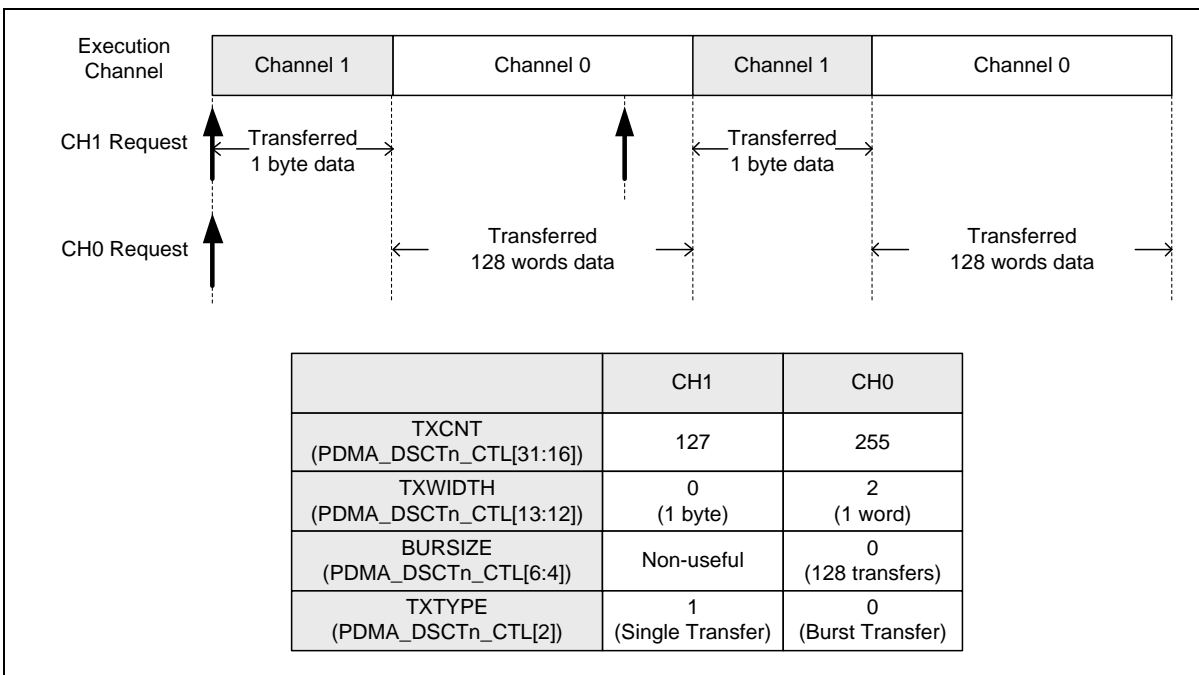 Execution
Channel
Channel 1
Channel 0
Channel 1
Channel 0
CH1 Request
Transferred
1 byte data
Transferred
1 byte data
CH0 Request
Transferred
128 words data
Transferred
128 words data
CH1
CH0
TXCNT
(PDMA_DSCTn_CTL[31:16])
127
255
TXWIDTH
(PDMA_DSCTn_CTL[13:12])
0
(1 byte)
2
(1 word)
BURSIZE
(PDMA_DSCTn_CTL[6:4])
Non-useful
0
(128 transfers)
TXTYPE
(PDMA_DSCTn_CTL[2])
1
(Single Transfer)
0
(Burst Transfer)